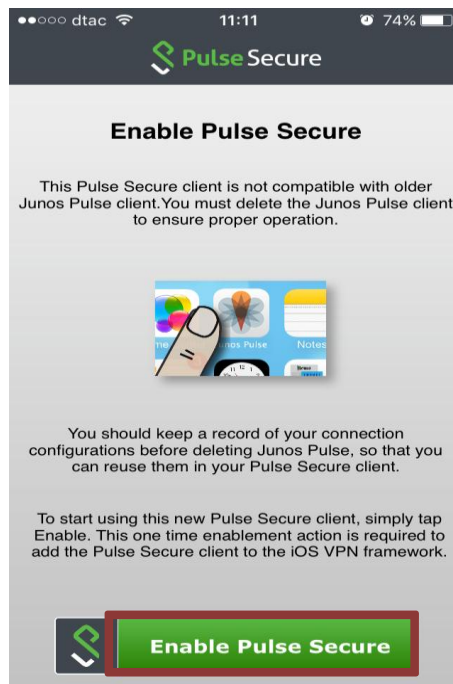 dtac 11:11 74%
Pulse Secure
Enable Pulse Secure
This Pulse Secure client is not compatible with older
Junos Pulse client.You must delete the Junos Pulse client
to ensure proper operation.
me nos Pulse Notes
You should keep a record of your connection
configurations before deleting Junos Pulse, so that you
can reuse them in your Pulse Secure client.
To start using this new Pulse Secure client, simply tap
Enable. This one time enablement action is required to
add the Pulse Secure client to the iOS VPN framework.
Enable Pulse Secure